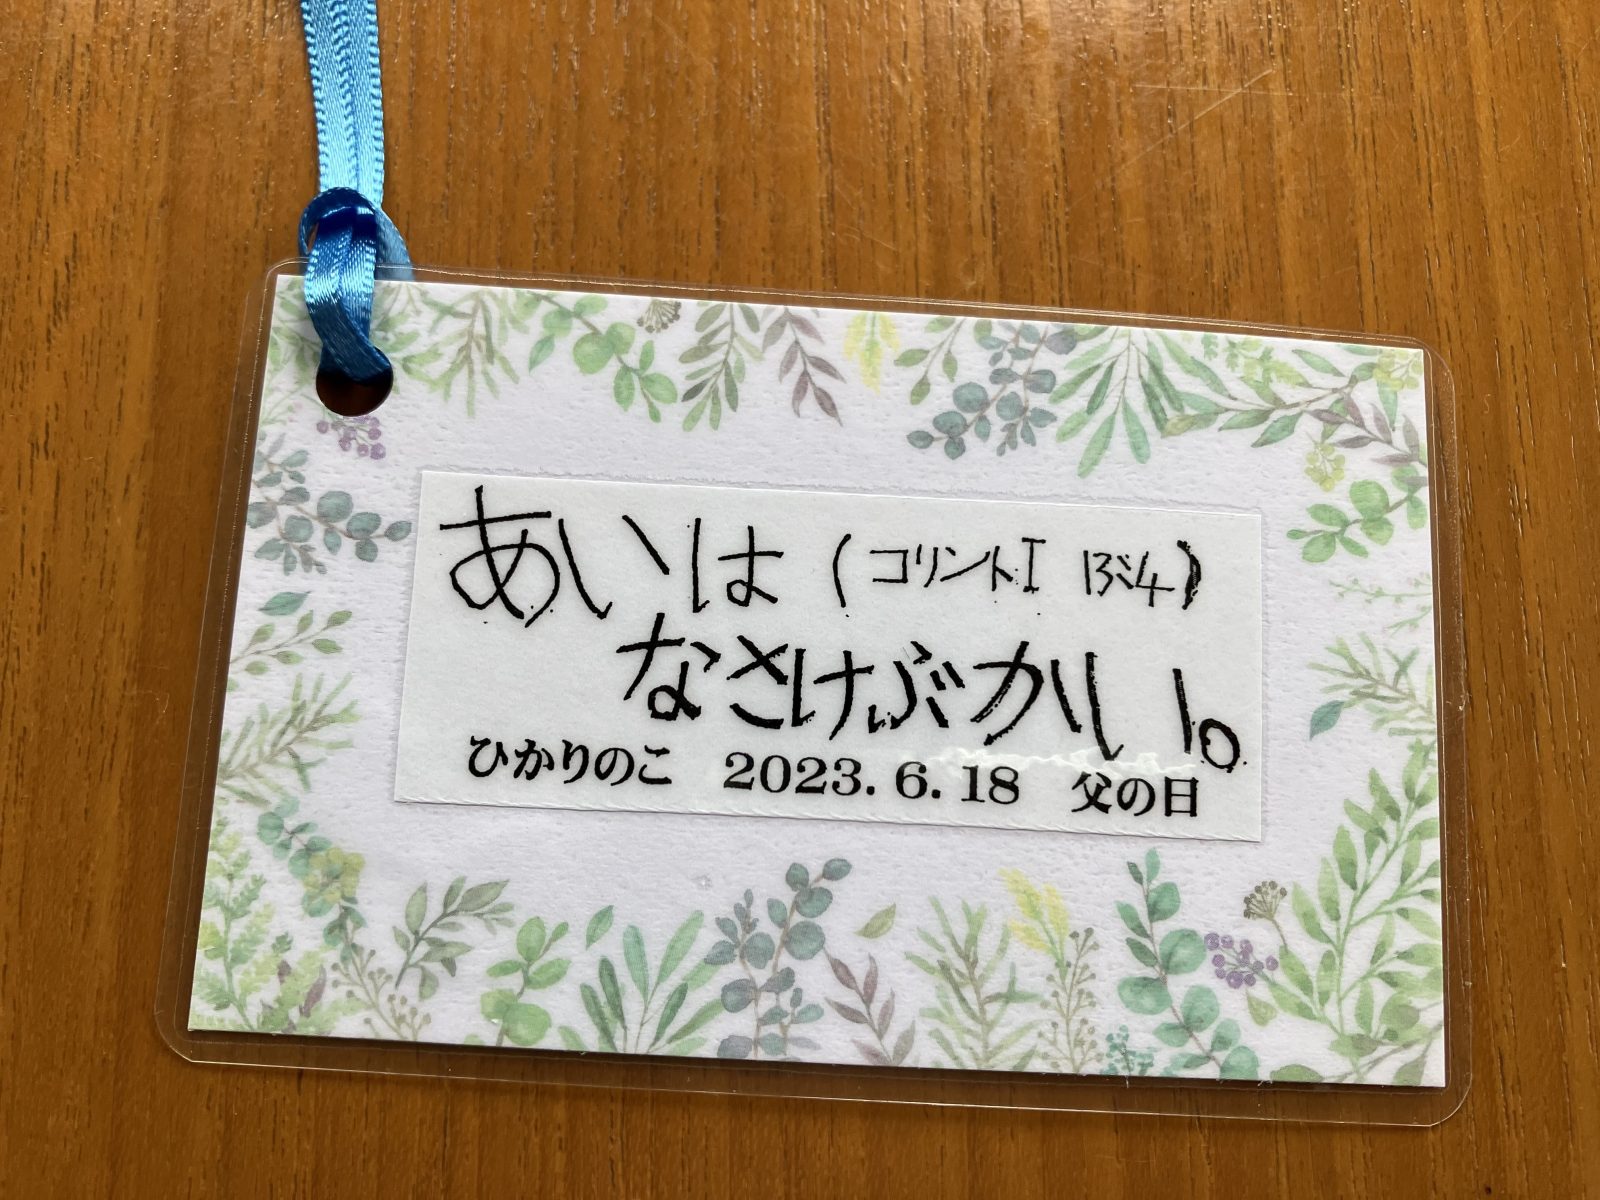 あいは (コリントI 13:4)
なさけぶかい。
ひかりのこ 2023.6.18 父の日